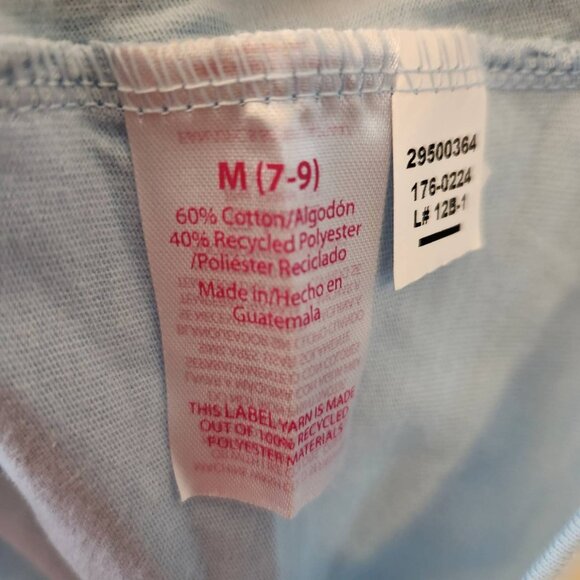 M (7-9)
60% Cotton/Algodón
40% Recycled Polyester
/Poliéster Reciclado
Made in/Hecho en
Guatemala
THIS LABEL YARN IS MADE
OUT OF 100% RECYCLED
POLYESTER MATERIALS
29500364
176-0224
L# 12B-1